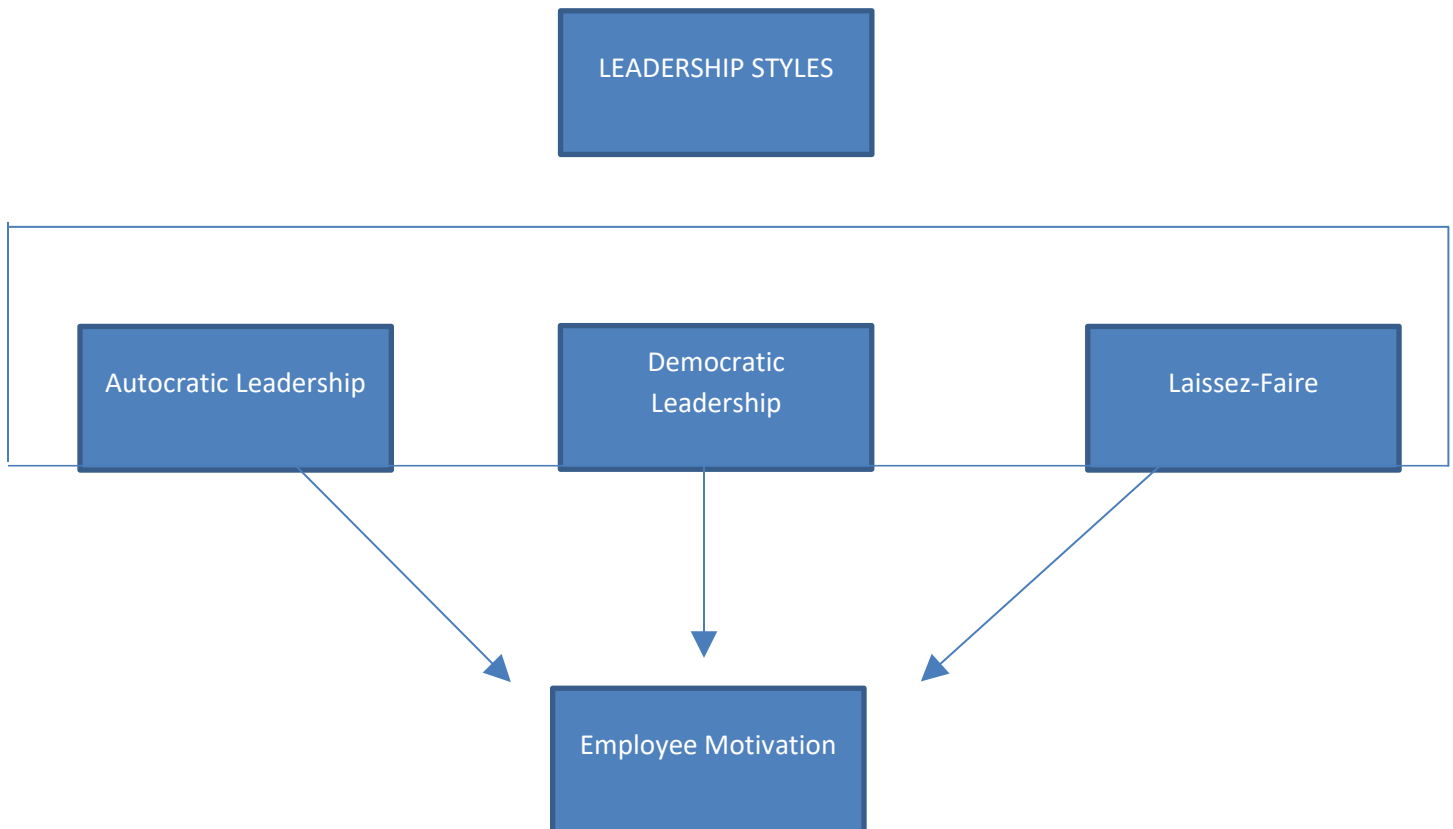 LEADERSHIP STYLES
Autocratic Leadership
Democratic
Leadership
Laissez-Faire
Employee Motivation